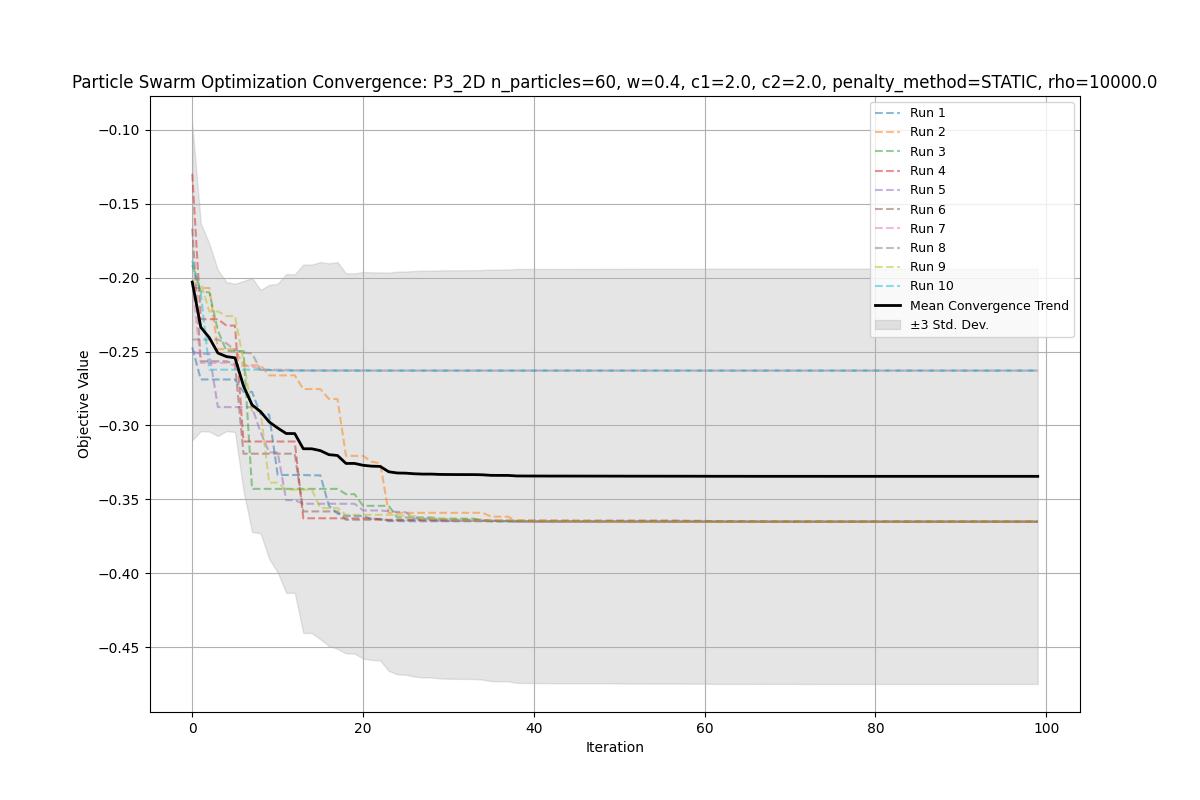 Particle Swarm Optimization Convergence: P3_2D n_particles=60, w=0.4, c1=2.0, c2=2.0, penalty_method=STATIC, rho=10000.0
−0.10
−0.15
−0.20
−0.25
−0.30
−0.35
−0.40
−0.45
Objective Value
Run 1
Run 2
Run 3
Run 4
Run 5
Run 6
Run 7
Run 8
Run 9
Run 10
Mean Convergence Trend
±3 Std. Dev.
0 20 40 60 80 100
Iteration